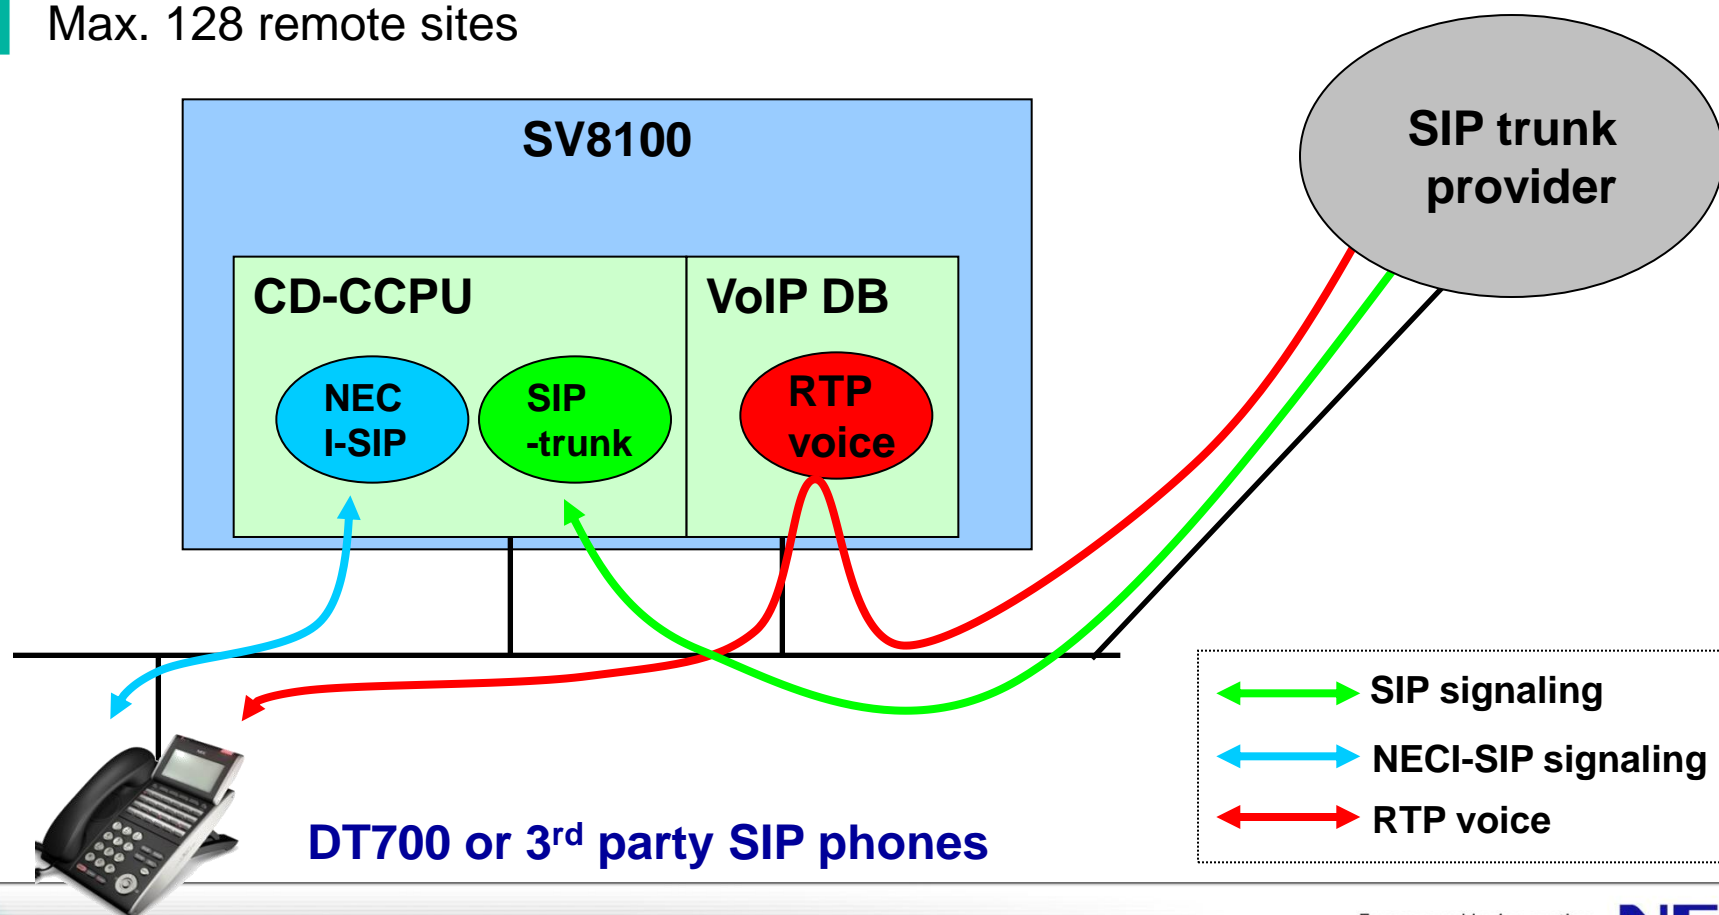 Max. 128 remote sites
SV8100
SIP trunk
provider
CD-CCPU
VoIP DB
NEC
I-SIP
SIP
-trunk
RTP
voice
SIP signaling
NECI-SIP signaling
RTP voice
DT700 or 3rd party SIP phones